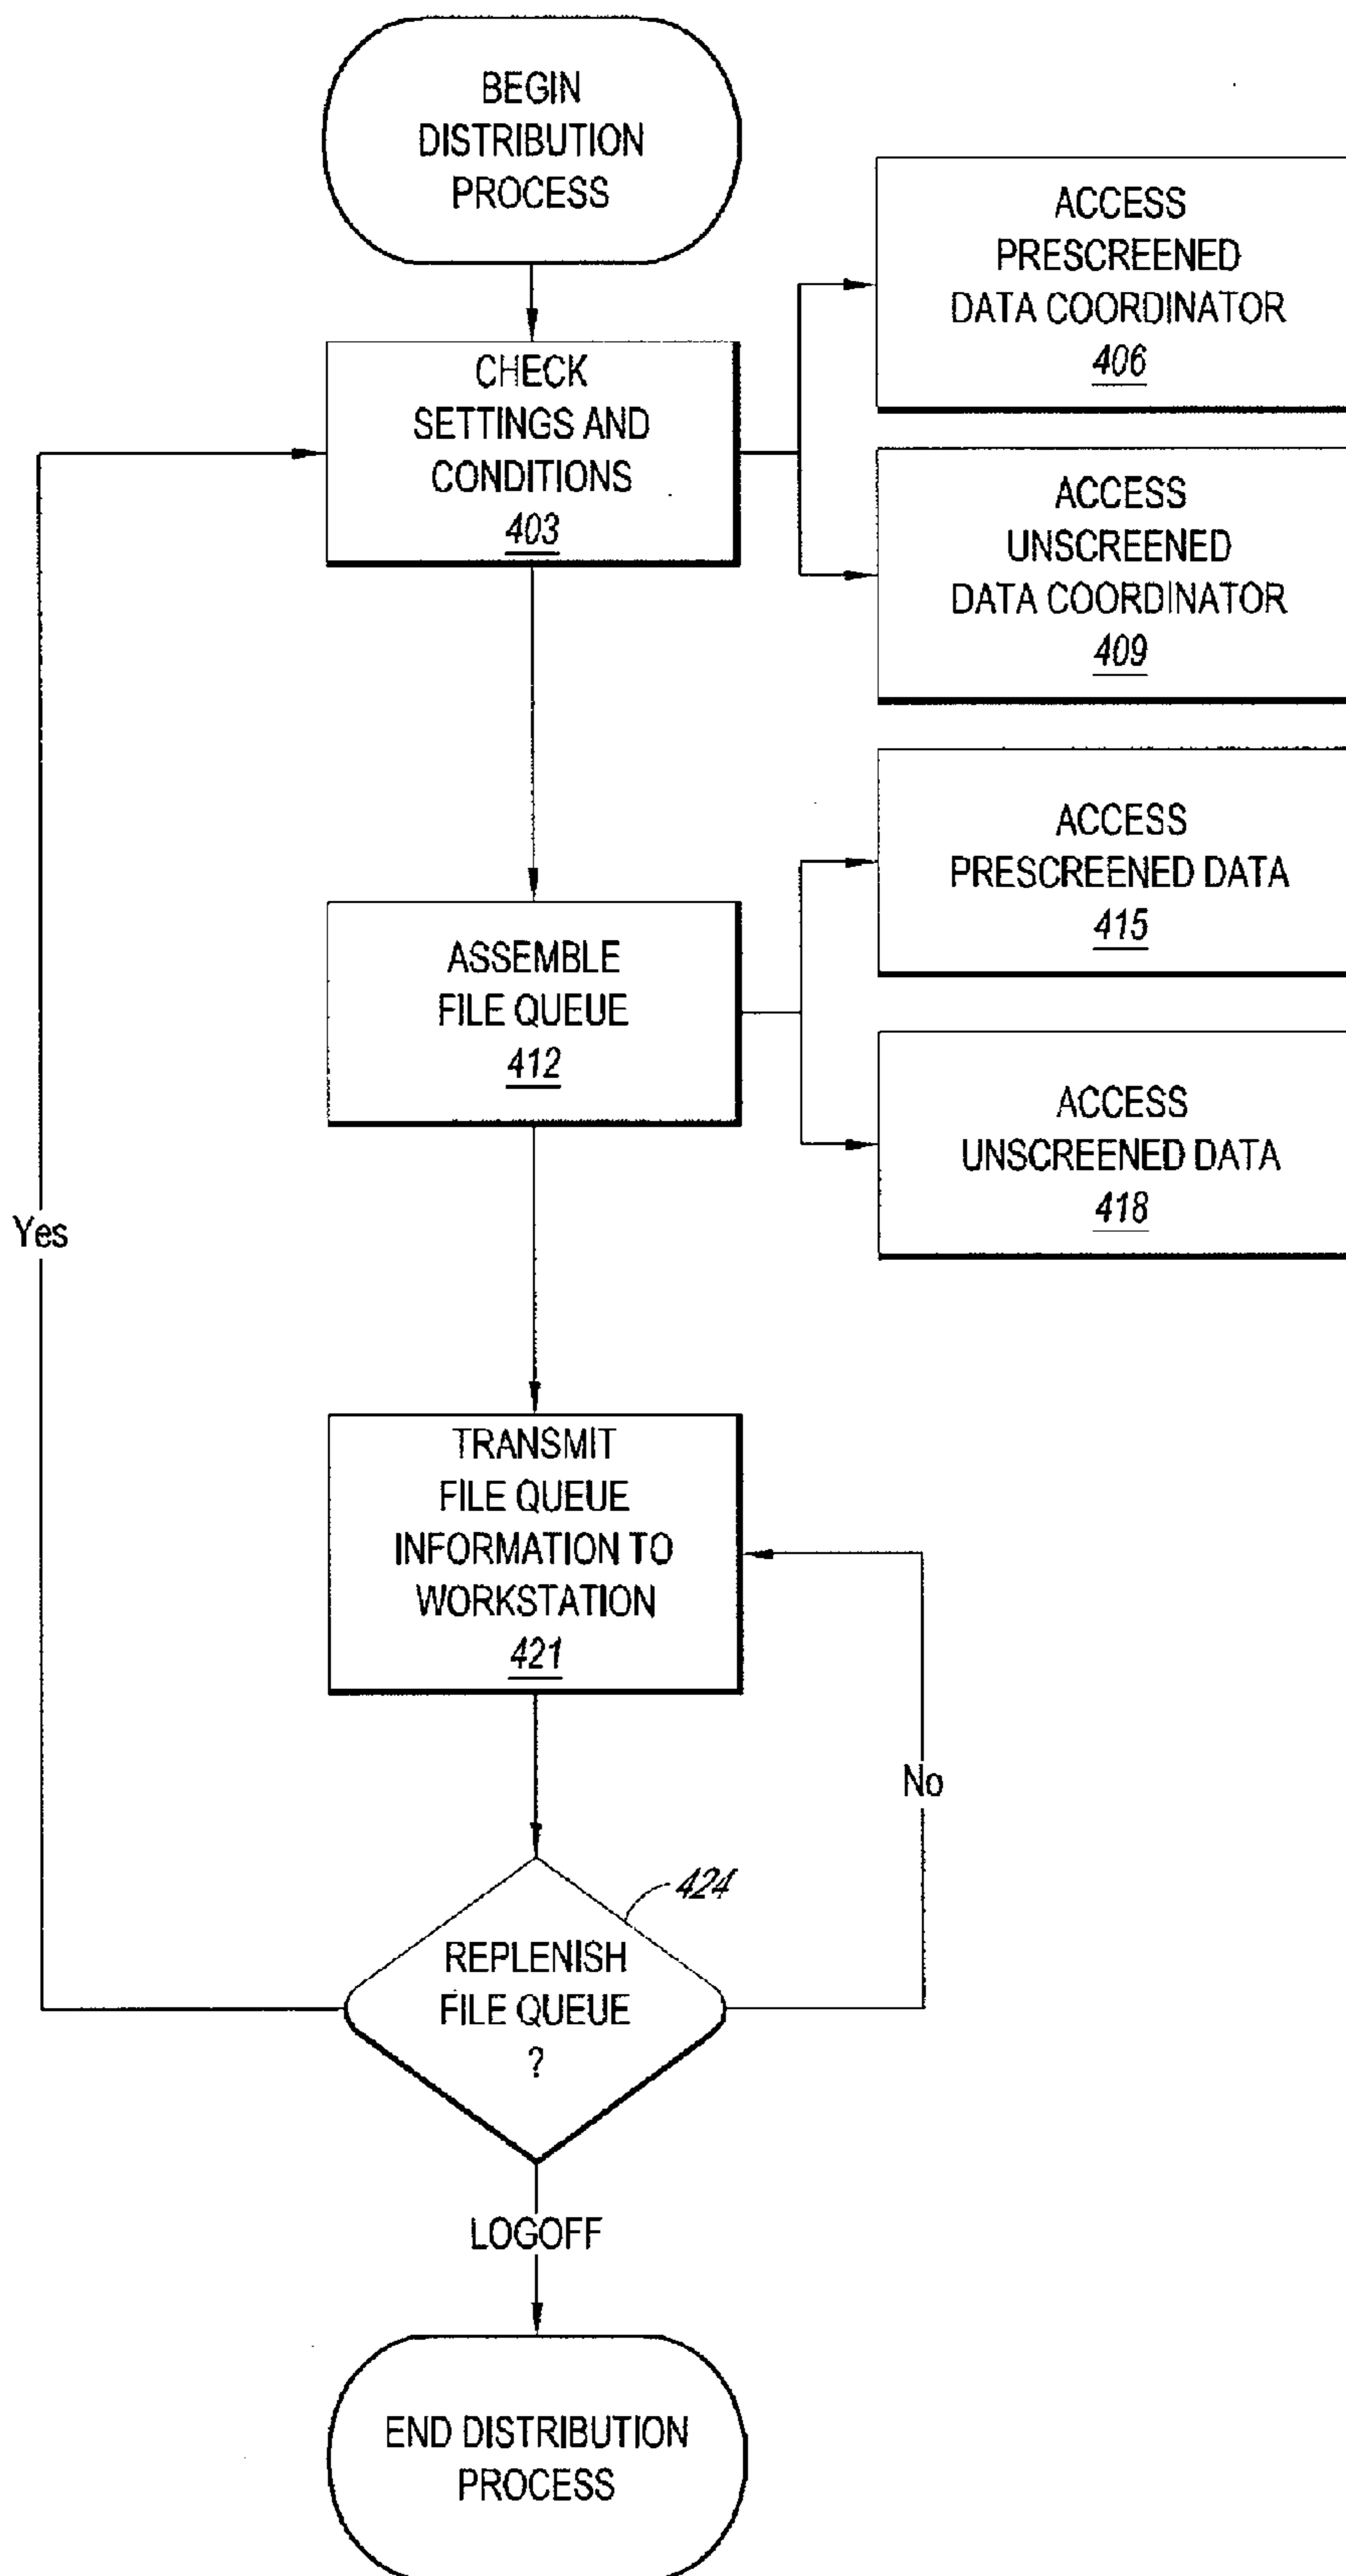 BEGIN
DISTRIBUTION
PROCESS
CHECK
SETTINGS AND
CONDITIONS
403
ACCESS
PRESCREENED
DATA COORDINATOR
406
ACCESS
UNSCREENED
DATA COORDINATOR
409
ASSEMBLE
FILE QUEUE
412
ACCESS
PRESCREENED DATA
415
ACCESS
UNSCREENED DATA
418
Yes
TRANSMIT
FILE QUEUE
INFORMATION TO
WORKSTATION
421
No
424
REPLENISH
FILE QUEUE
?
LOGOFF
END DISTRIBUTION
PROCESS